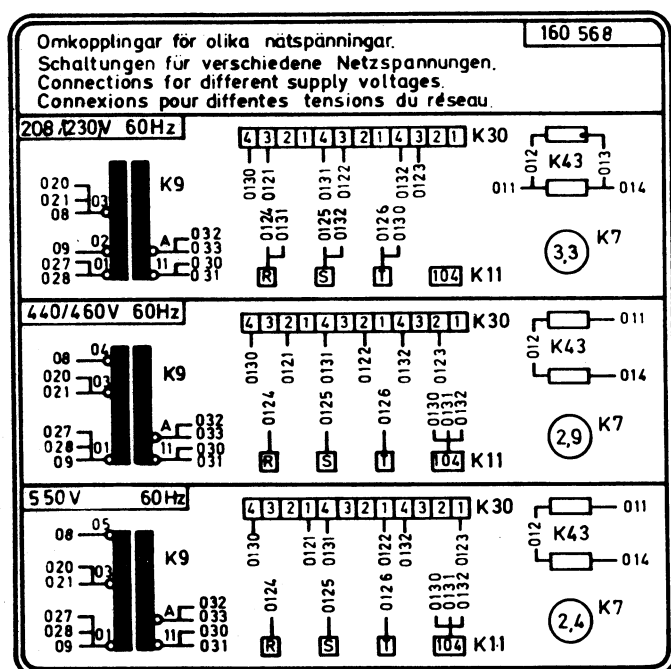 160 568
Omkopplingar för olika nätspänningar.
Schaltungen für verschiedene Netzspannungen.
Connections for different supply voltages.
Connexions pour diffentes tensions du réseau.
208/230V 60Hz
4 3 2 1 4 3 2 1 4 3 2 1 K30
0130 0121 0131 0122 0132 0123
0124 0131 0125 0132 0126 0130
R S T 104 K11
K9
020
021 03
08
09 02 A 032
033
027 01 11 030
028 031
012 K43 013
011 014
3,3 K7
440/460V 60Hz
4 3 2 1 4 3 2 1 4 3 2 1 K30
0130 0121 0131 0122 0132 0123
0124 0125 0126 0130 0131 0132
R S T 104 K11
08 04
K9
020 03
021
A 032
033
027
028 01 11 030
09 031
011
012 K43
014
2,9 K7
550V 60Hz
4 3 2 1 4 3 2 1 4 3 2 1 K30
0130 0121 0131 0122 0132 0123
0124 0125 0126 0130 0131 0132
R S T 104 K11
08 05
K9
020 03
021
A 032
033
027
028 01 11 030
09 031
011
012 K43
014
2,4 K7